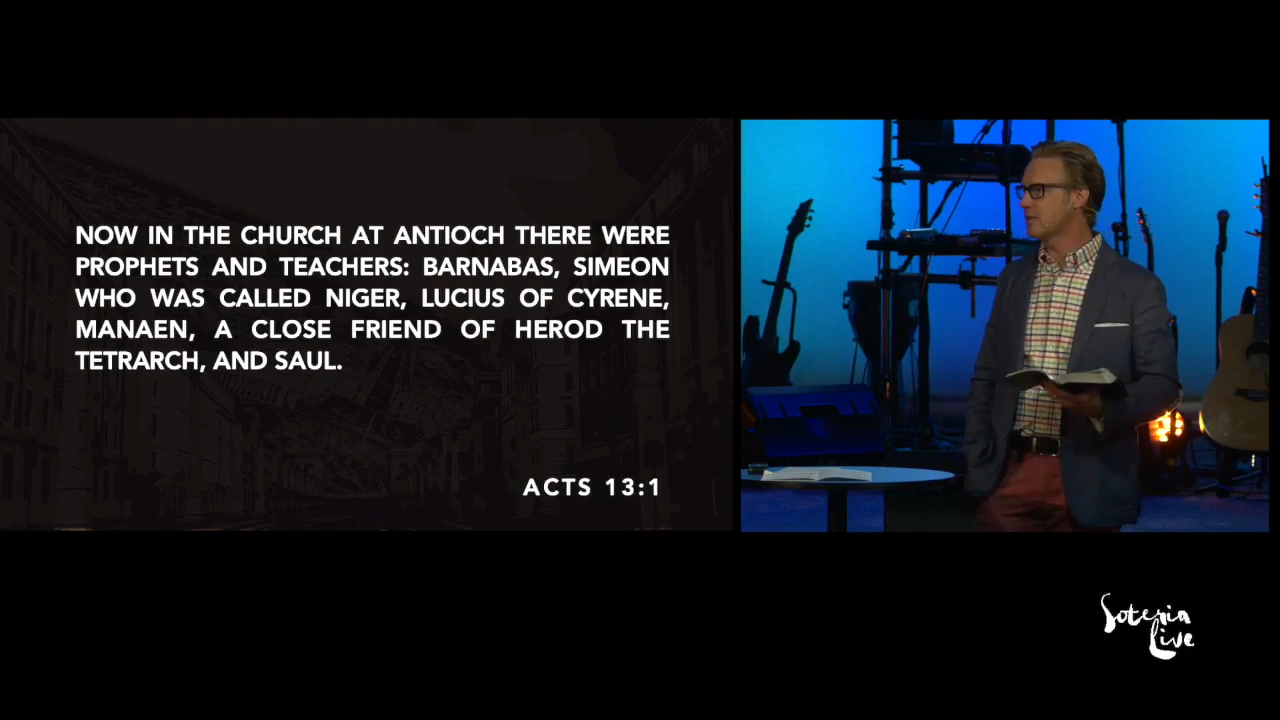 NOW IN THE CHURCH AT ANTIOCH THERE WERE
PROPHETS AND TEACHERS: BARNABAS, SIMEON
WHO WAS CALLED NIGER, LUCIUS OF CYRENE,
MANAEN, A CLOSE FRIEND OF HEROD THE
TETRARCH, AND SAUL.
ACTS 13:1
Soteria
Live